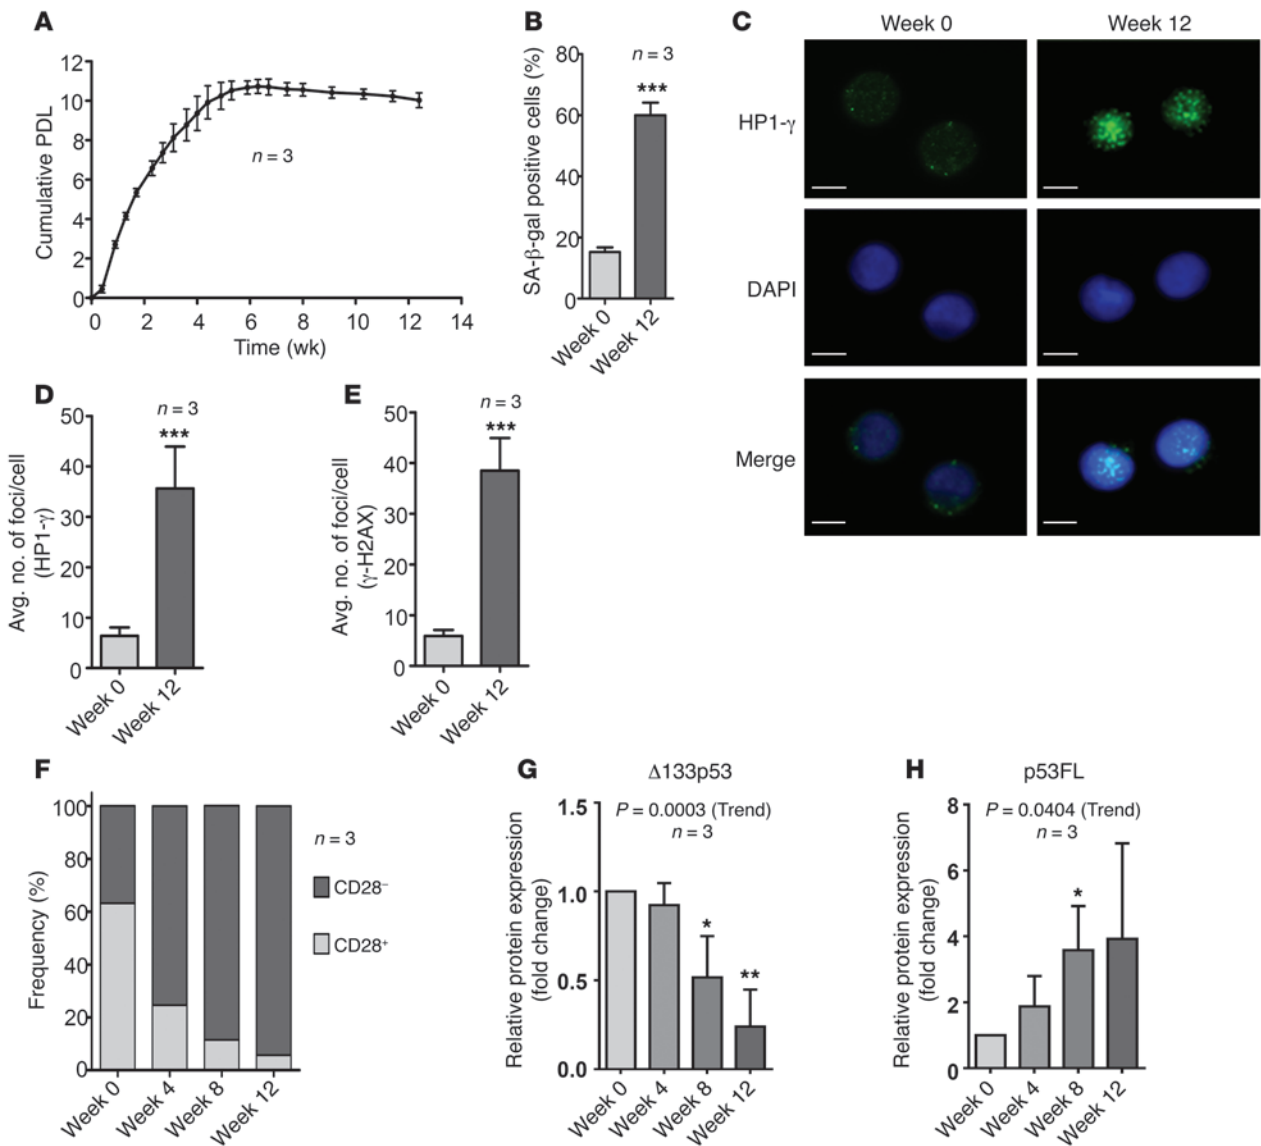 A
Cumulative PDL
12
10
8
6
4
2
0
n = 3
0 2 4 6 8 10 12 14
Time (wk)
B
SA-β-gal positive cells (%)
80
60
40
20
0
n = 3
***
Week 0
Week 12
C
Week 0
Week 12
HP1-γ
DAPI
Merge
D
Avg. no. of foci/cell
(HP1-γ)
50
40
30
20
10
0
n = 3
***
Week 0
Week 12
E
Avg. no. of foci/cell
(γ-H2AX)
50
40
30
20
10
0
n = 3
***
Week 0
Week 12
F
Frequency (%)
100
80
60
40
20
0
n = 3
CD28⁻
CD28⁺
Week 0
Week 4
Week 8
Week 12
G
Δ133p53
P = 0.0003 (Trend)
n = 3
Relative protein expression
(fold change)
1.5
1.0
0.5
0.0
*
**
Week 0
Week 4
Week 8
Week 12
H
p53FL
P = 0.0404 (Trend)
n = 3
Relative protein expression
(fold change)
8
6
4
2
0
*
Week 0
Week 4
Week 8
Week 12